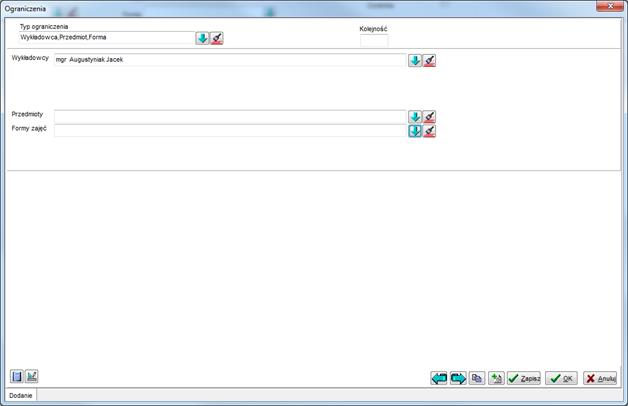 Ograniczenia
Typ ograniczenia
Kolejność
Wykładowca,Przedmiot,Forma
Wykładowcy
mgr Augustyniak Jacek
Przedmioty
Formy zajęć
Zapisz
OK
Anuluj
Dodanie